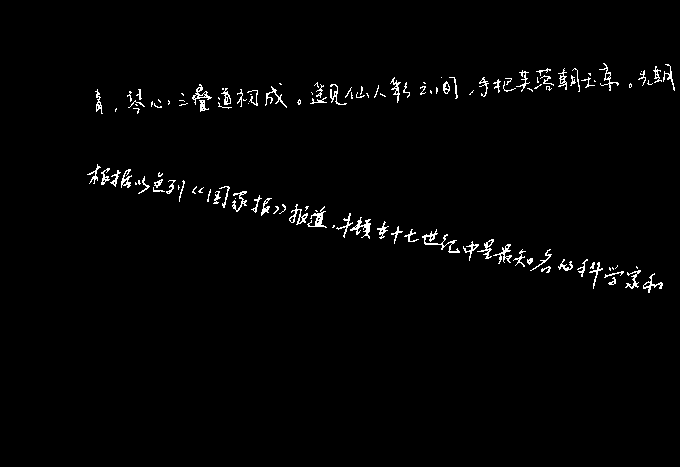 青，琴心三叠道初成。遥见仙人彩云间，手把芙蓉朝玉京。先期
根据以色列《国家报》报道，牛顿在十七世纪中是最知名的科学家和